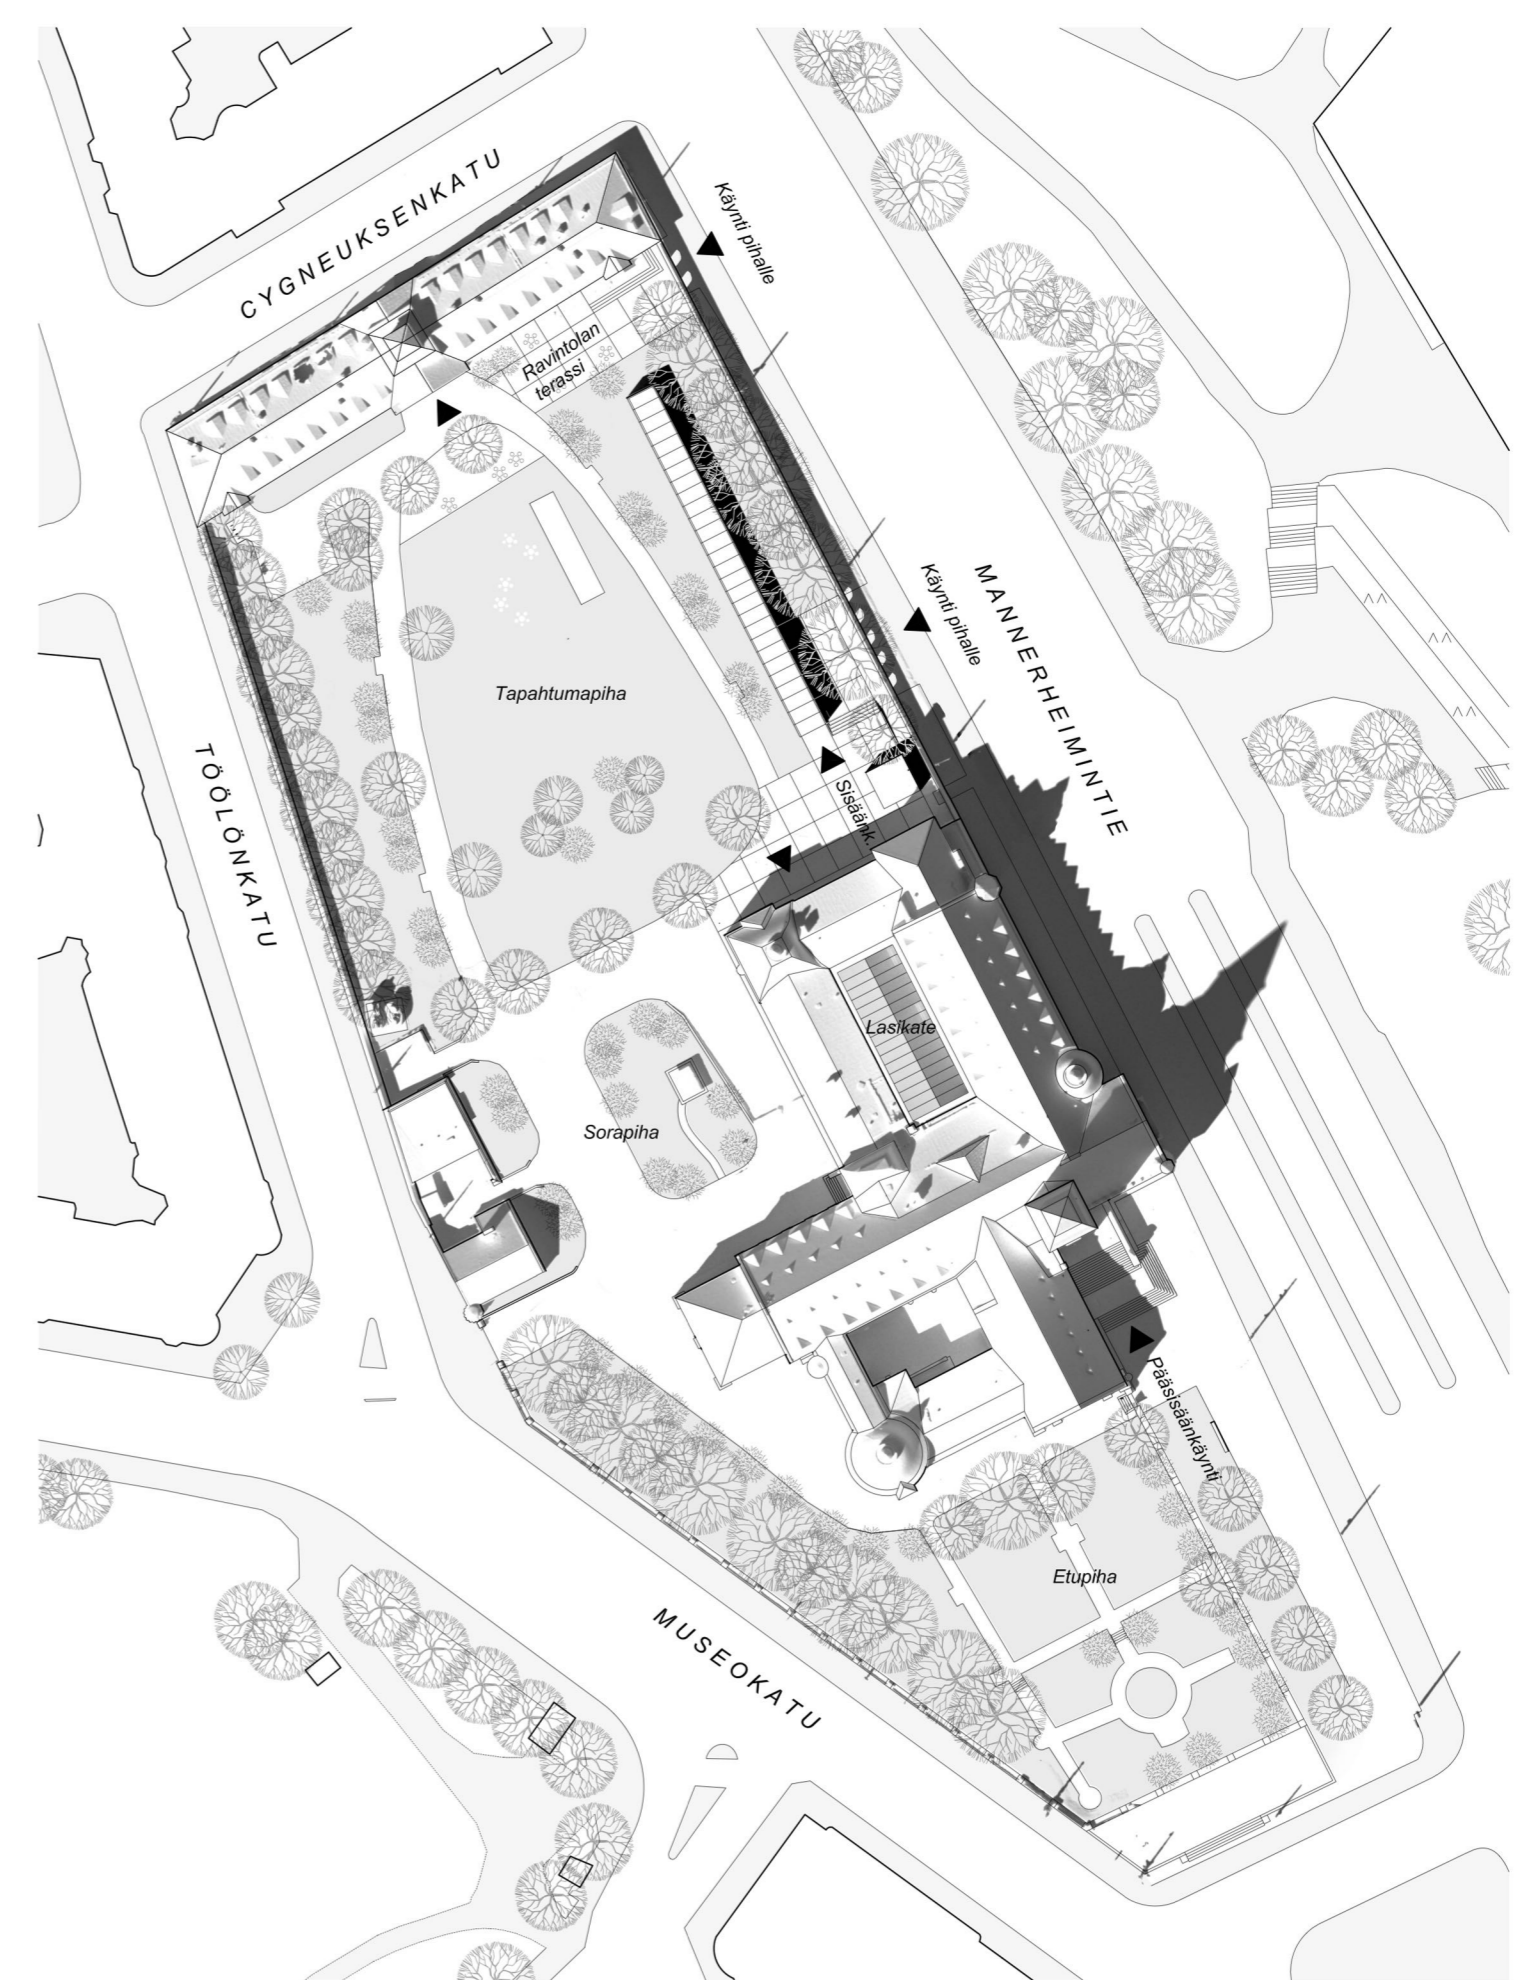 CYGNEUKSENKATU
Käynti pihalle
Ravintolan
terassi
Käynti pihalle
MANNERHEIMINTIE
Tapahtumapiha
TÖÖLÖNKATU
Sisäänk.
Lasikate
Sorapiha
Pääsisäänkäynti
Etupiha
MUSEOKATU